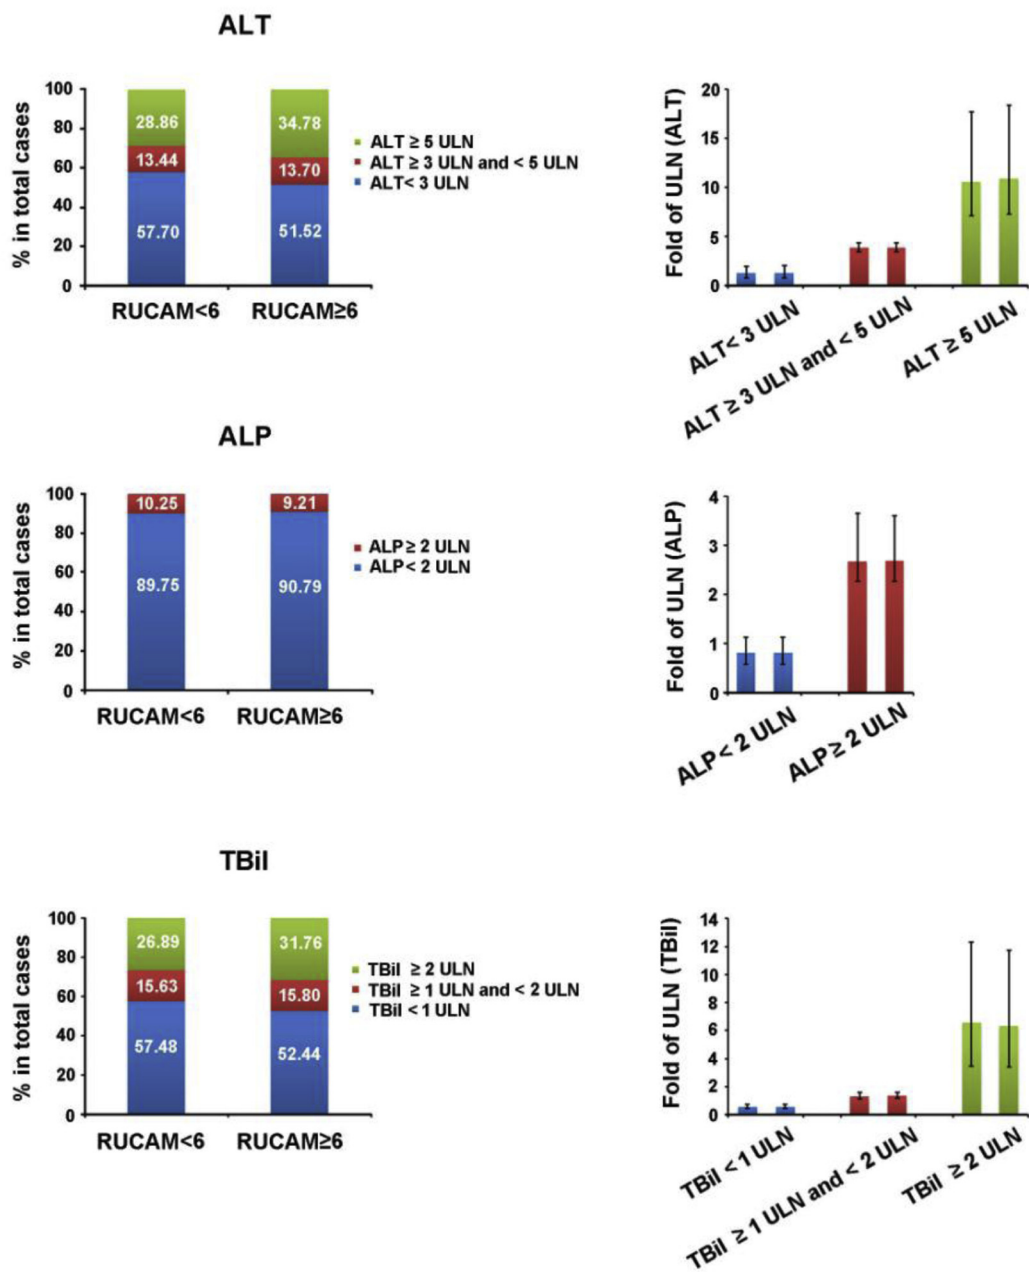 ALT
% in total cases
100
80
60
40
20
0
28.86
13.44
57.70
34.78
13.70
51.52
RUCAM<6
RUCAM≥6
ALT ≥ 5 ULN
ALT ≥ 3 ULN and < 5 ULN
ALT< 3 ULN
Fold of ULN (ALT)
20
15
10
5
0
ALT< 3 ULN
ALT ≥ 3 ULN and < 5 ULN
ALT ≥ 5 ULN
ALP
% in total cases
100
80
60
40
20
0
10.25
89.75
9.21
90.79
RUCAM<6
RUCAM≥6
ALP≥ 2 ULN
ALP< 2 ULN
Fold of ULN (ALP)
4
3
2
1
0
ALP< 2 ULN
ALP≥ 2 ULN
TBil
% in total cases
100
80
60
40
20
0
26.89
15.63
57.48
31.76
15.80
52.44
RUCAM<6
RUCAM≥6
TBil ≥ 2 ULN
TBil ≥ 1 ULN and < 2 ULN
TBil < 1 ULN
Fold of ULN (TBil)
14
12
10
8
6
4
2
0
TBil < 1 ULN
TBil ≥ 1 ULN and < 2 ULN
TBil ≥ 2 ULN